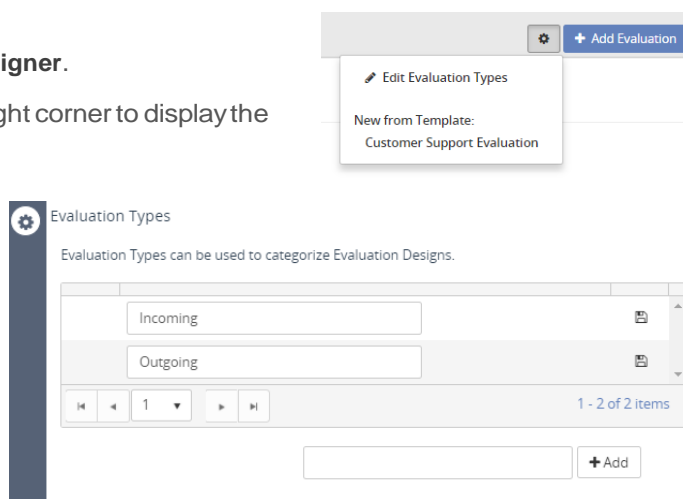 + Add Evaluation
igner.
Edit Evaluation Types
ght corner to display the
New from Template:
Customer Support Evaluation
Evaluation Types
Evaluation Types can be used to categorize Evaluation Designs.
Incoming
Outgoing
1
1 - 2 of 2 items
+ Add